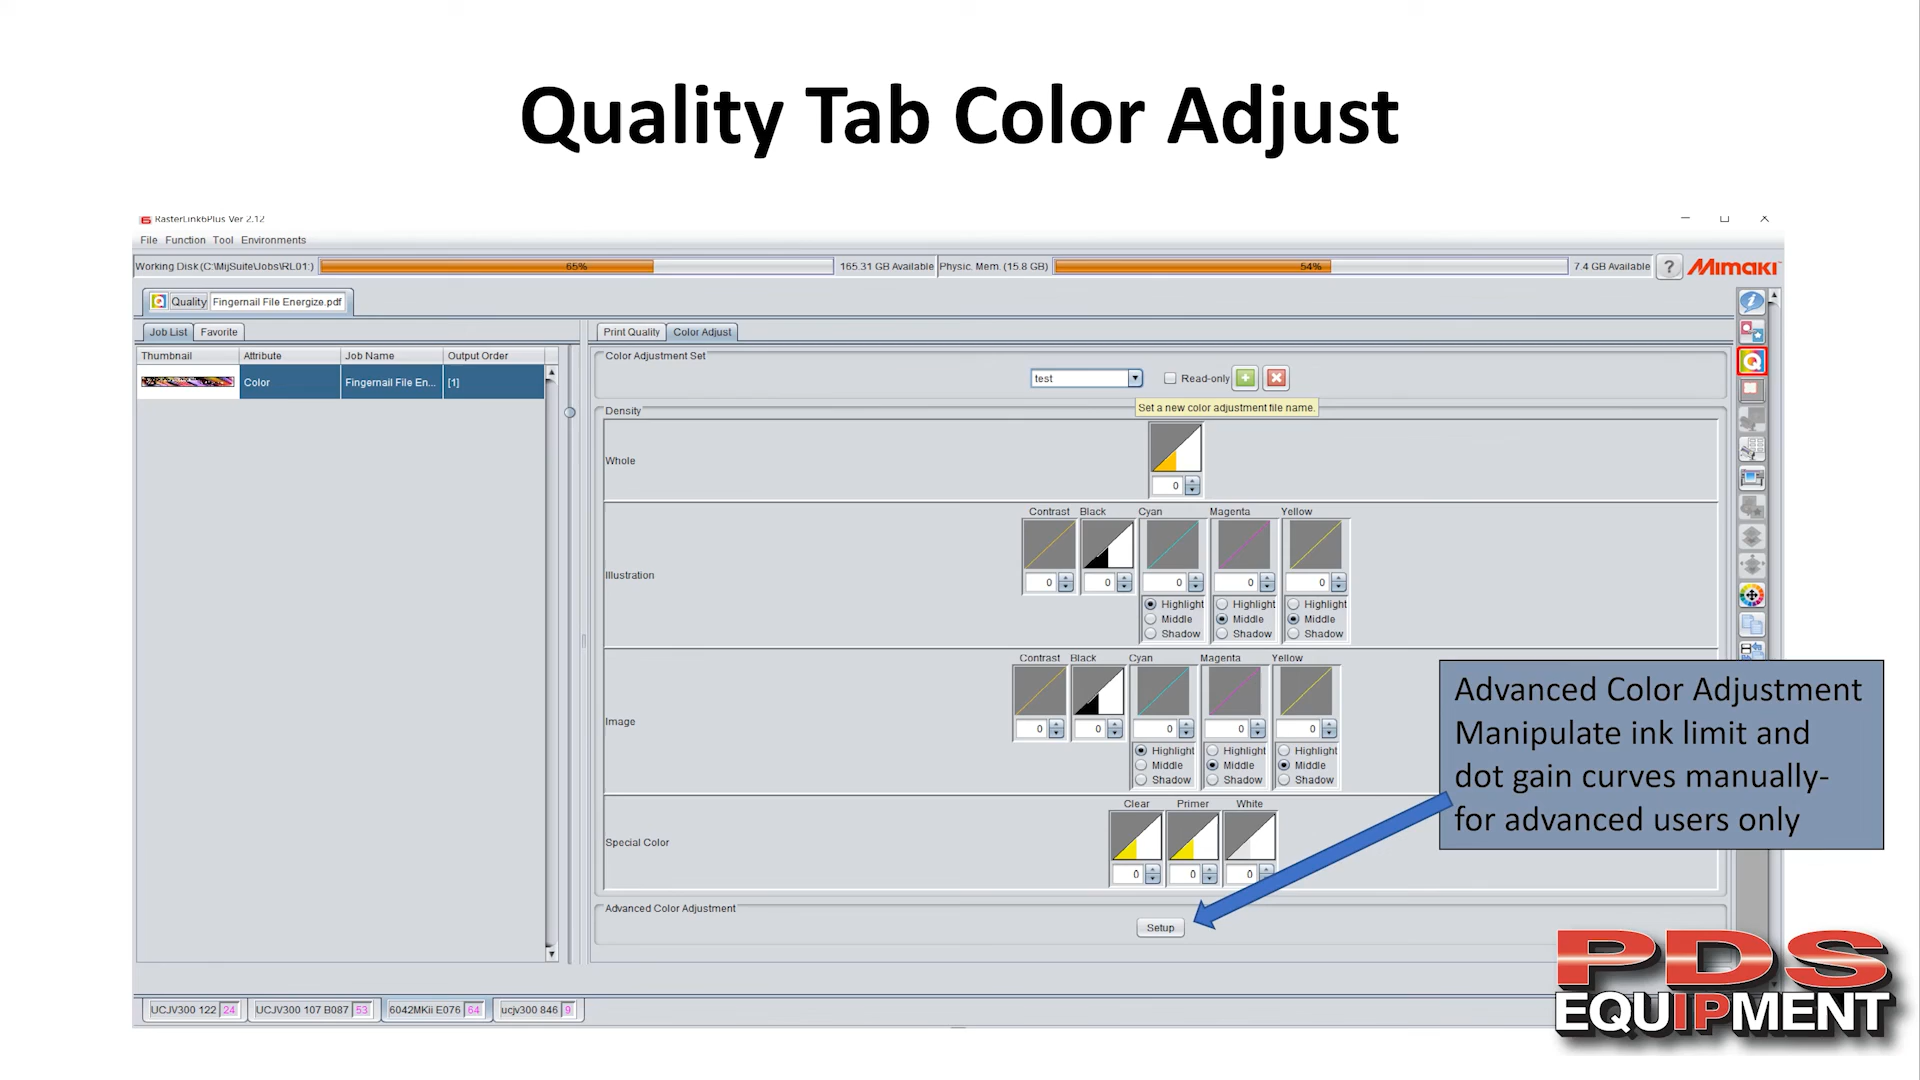 Quality Tab Color Adjust
RasterLink6Plus Ver 2.12
File Function Tool Environments
Working Disk (C:\MijSuite\Jobs\RL01:) 65% 165.31 GB Available Physic. Mem. (15.8 GB) 54% 7.4 GB Available ? Mimaki
Quality Fingernail File Energize.pdf
Job List Favorite
Thumbnail Attribute Job Name Output Order
Color Fingernail File En... [1]
Print Quality Color Adjust
Color Adjustment Set
test Read-only
Set a new color adjustment file name.
Density
Whole
0
Contrast Black Cyan Magenta Yellow
Illustration
0 0 0 0 0
Highlight Highlight Highlight
Middle Middle Middle
Shadow Shadow Shadow
Contrast Black Cyan Magenta Yellow
Image
0 0 0 0 0
Highlight Highlight Highlight
Middle Middle Middle
Shadow Shadow Shadow
Clear Primer White
Special Color
0 0 0
Advanced Color Adjustment
Setup
Advanced Color Adjustment
Manipulate ink limit and
dot gain curves manually-
for advanced users only
UCJV300 122 24 UCJV300 107 B087 53 6042MKii E076 64 ucjv300 846 9
PDS
EQUIPMENT